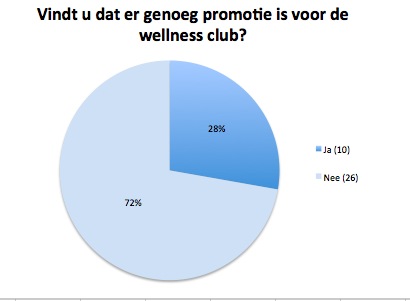 Vindt u dat er genoeg promotie is voor de
wellness club?
28%
72%
Ja (10)
Nee (26)